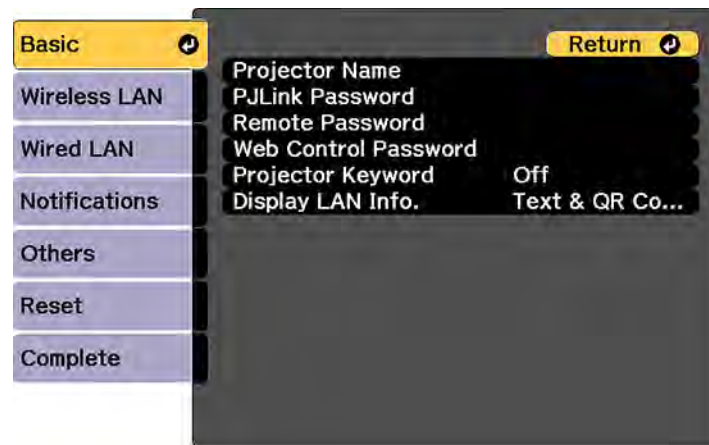 Basic
Wireless LAN
Wired LAN
Notifications
Others
Reset
Complete
Return
Projector Name
PJLink Password
Remote Password
Web Control Password
Projector Keyword Off
Display LAN Info. Text & QR Co...